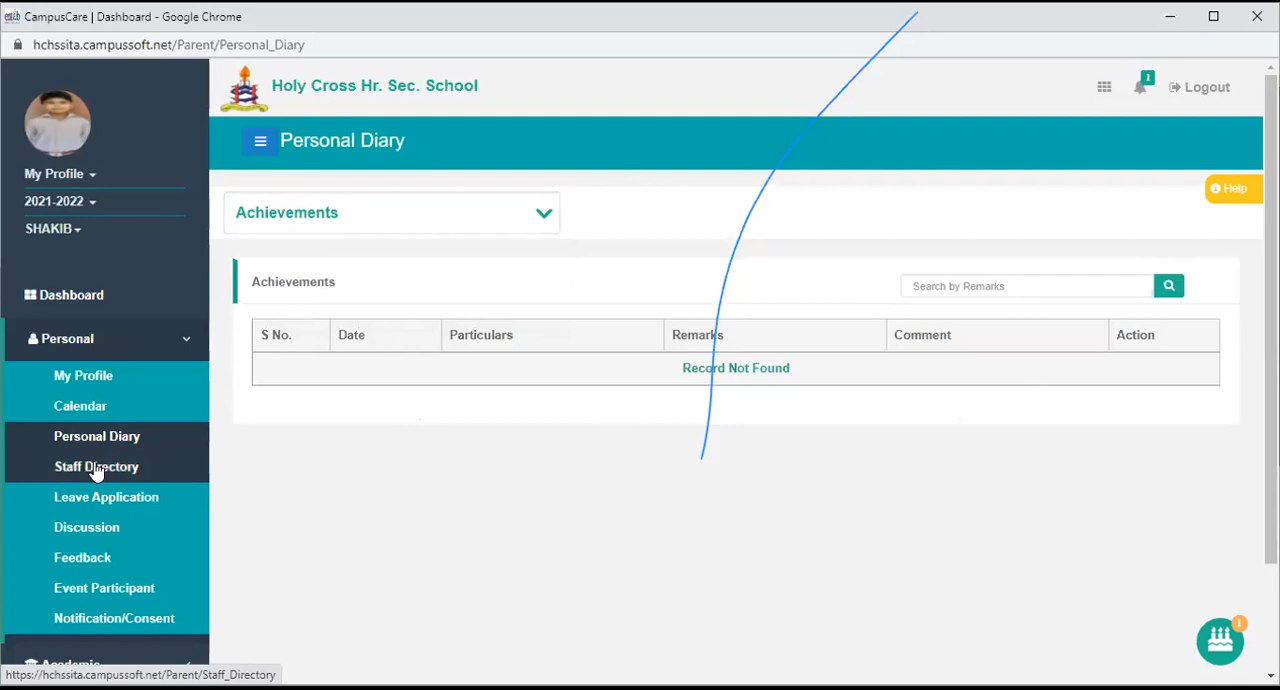 CampusCare | Dashboard - Google Chrome
hchssita.campussoft.net/Parent/Personal_Diary
Holy Cross Hr. Sec. School
1
Logout
My Profile
2021-2022
SHAKIB
Personal Diary
Help
Achievements
Dashboard
Personal
My Profile
Calendar
Personal Diary
Staff Directory
Leave Application
Discussion
Feedback
Event Participant
Notification/Consent
Academic
Achievements
Search by Remarks
S No. Date Particulars Remarks Comment Action
Record Not Found
1
https://hchssita.campussoft.net/Parent/Staff_Directory